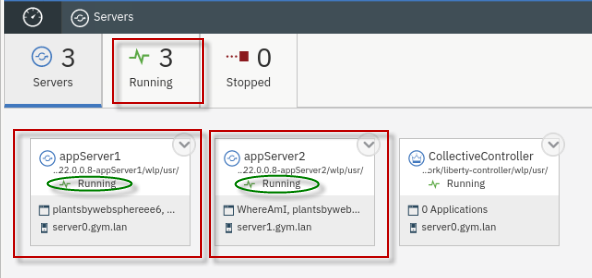 Servers
3
Servers
3
Running
0
Stopped
appServer1
...22.0.0.8-appServer1/wlp/usr/
Running
plantsbywebsphereee6, ...
server0.gym.lan
appServer2
...22.0.0.8-appServer2/wlp/usr/
Running
WhereAmI, plantsbyweb...
server1.gym.lan
CollectiveController
...ork/liberty-controller/wlp/usr/
Running
0 Applications
server0.gym.lan